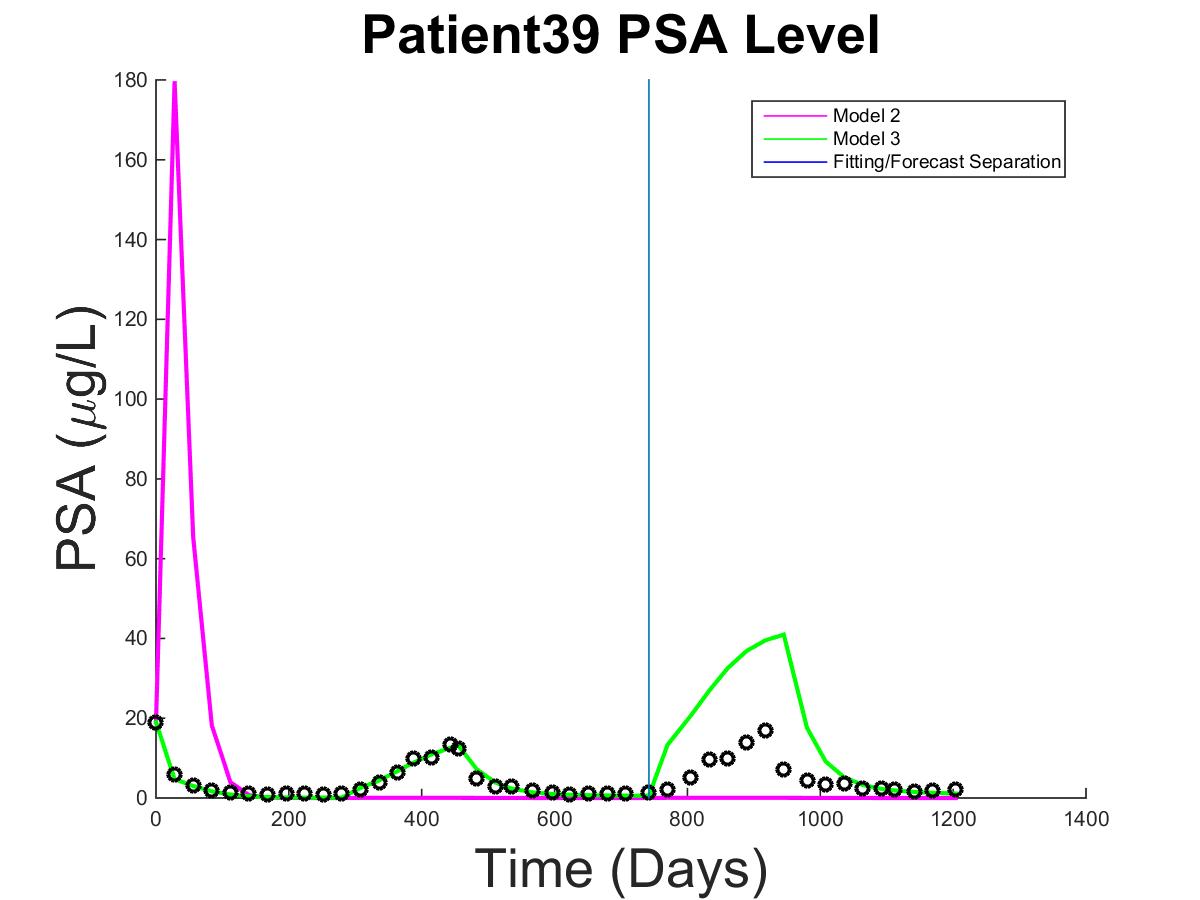 Patient39 PSA Level
PSA (μg/L)
180
160
140
120
100
80
60
40
20
0
Model 2
Model 3
Fitting/Forecast Separation
0 200 400 600 800 1000 1200 1400
Time (Days)